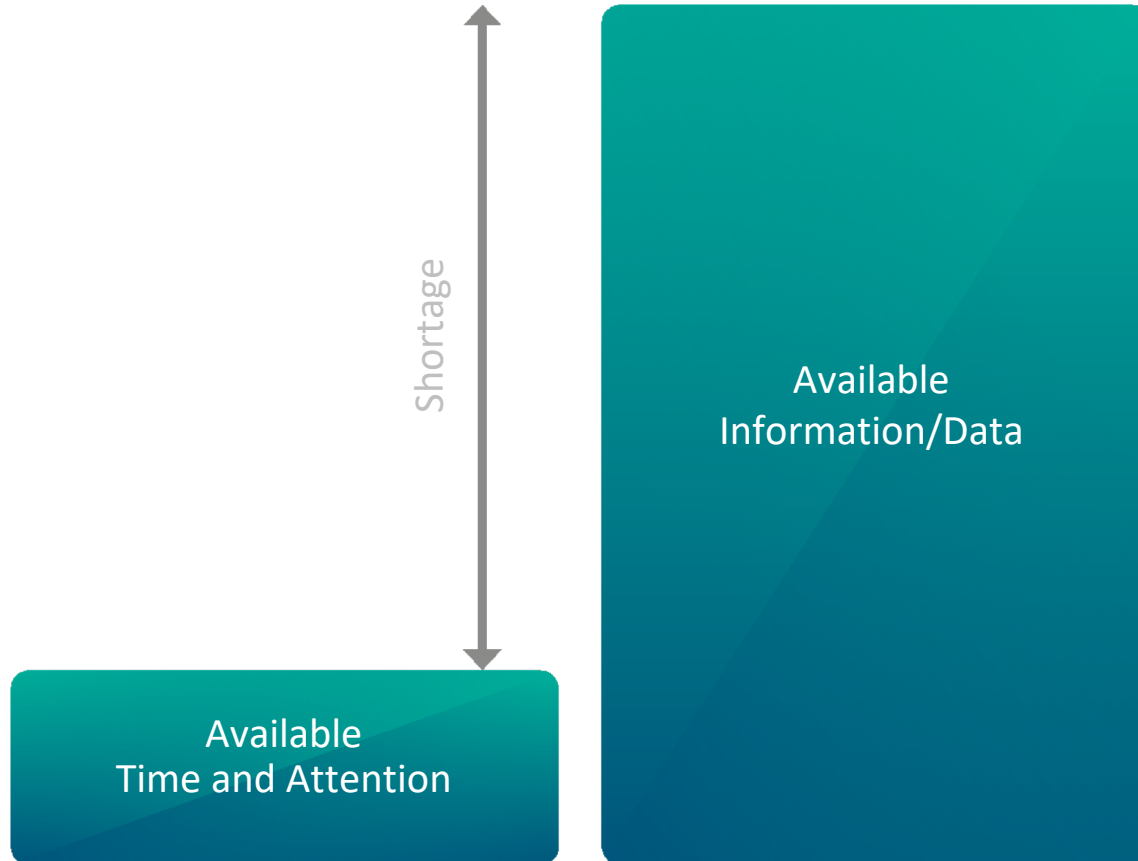 Shortage
Available
Information/Data
Available
Time and Attention